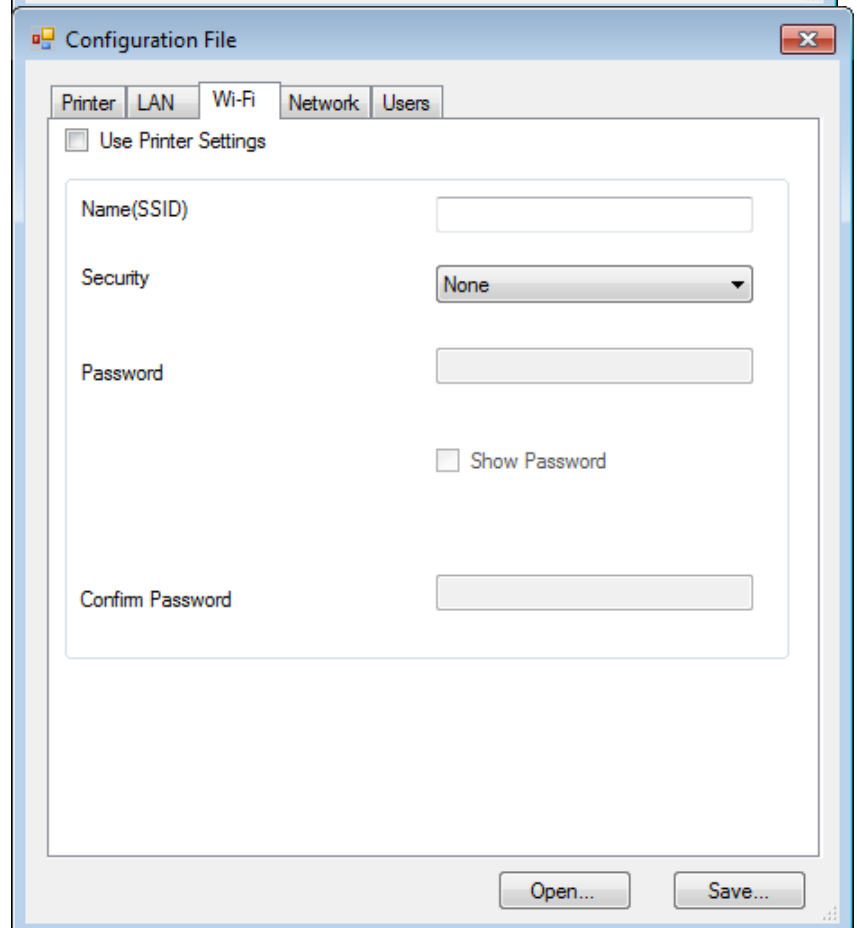 Configuration File
Printer LAN Wi-Fi Network Users
Use Printer Settings
Name(SSID)
Security None
Password
Show Password
Confirm Password
Open... Save...